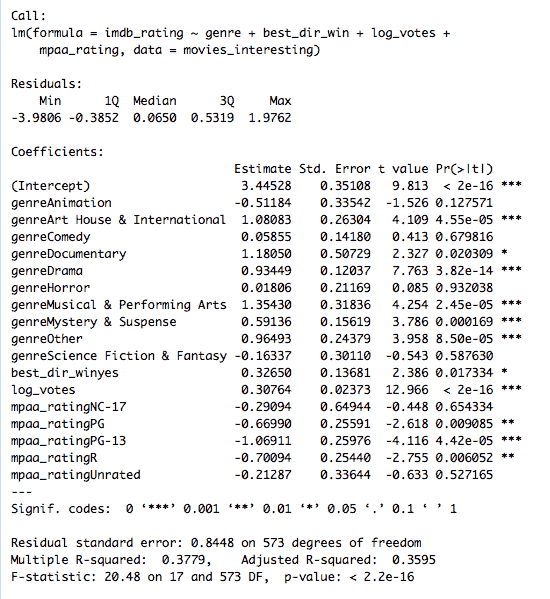 Call:
lm(formula = imdb_rating ~ genre + best_dir_win + log_votes +
    mpaa_rating, data = movies_interesting)

Residuals:
    Min      1Q  Median      3Q     Max
-3.9806 -0.3852  0.0650  0.5319  1.9762

Coefficients:
                               Estimate Std. Error t value Pr(>|t|)
(Intercept)                     3.44528    0.35108   9.813  < 2e-16 ***
genreAnimation                 -0.51184    0.33542  -1.526 0.127571
genreArt House & International  1.08083    0.26304   4.109 4.55e-05 ***
genreComedy                     0.05855    0.14180   0.413 0.679816
genreDocumentary                1.18050    0.50729   2.327 0.020309 *
genreDrama                      0.93449    0.12037   7.763 3.82e-14 ***
genreHorror                     0.01806    0.21169   0.085 0.932038
genreMusical & Performing Arts  1.35430    0.31836   4.254 2.45e-05 ***
genreMystery & Suspense         0.59136    0.15619   3.786 0.000169 ***
genreOther                      0.96493    0.24379   3.958 8.50e-05 ***
genreScience Fiction & Fantasy -0.16337    0.30110  -0.543 0.587630
best_dir_winyes                 0.32650    0.13681   2.386 0.017334 *
log_votes                       0.30764    0.02373  12.966  < 2e-16 ***
mpaa_ratingNC-17               -0.29094    0.64944  -0.448 0.654334
mpaa_ratingPG                  -0.66990    0.25591  -2.618 0.009085 **
mpaa_ratingPG-13               -1.06911    0.25976  -4.116 4.42e-05 ***
mpaa_ratingR                   -0.70094    0.25440  -2.755 0.006052 **
mpaa_ratingUnrated             -0.21287    0.33644  -0.633 0.527165
---
Signif. codes:  0 ‘***’ 0.001 ‘**’ 0.01 ‘*’ 0.05 ‘.’ 0.1 ‘ ’ 1

Residual standard error: 0.8448 on 573 degrees of freedom
Multiple R-squared:  0.3779,    Adjusted R-squared:  0.3595
F-statistic: 20.48 on 17 and 573 DF,  p-value: < 2.2e-16